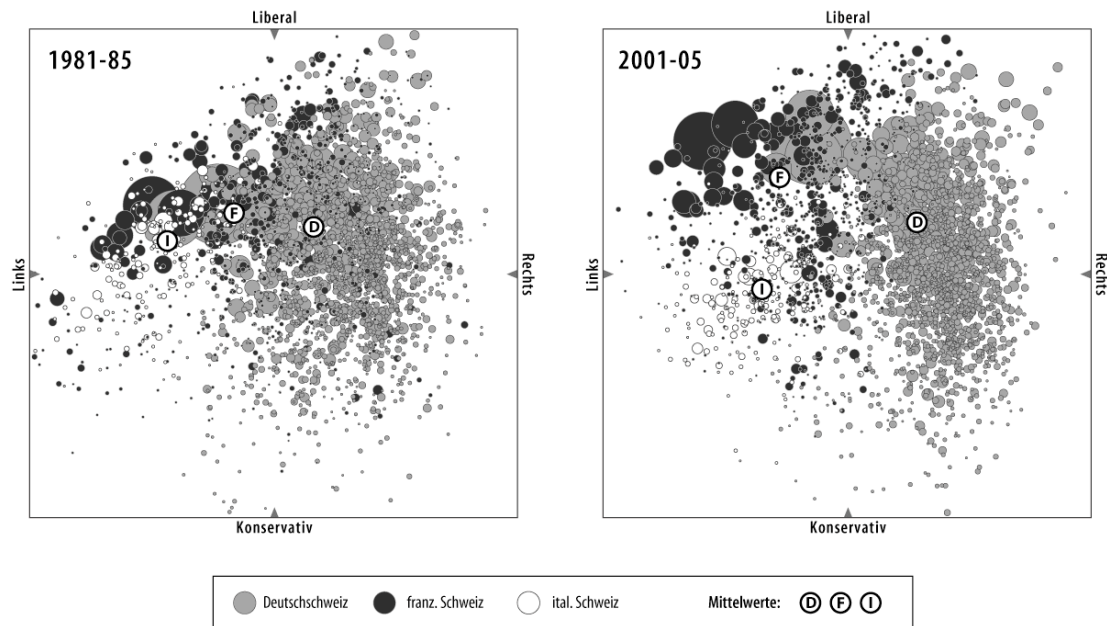 Liberal
1981-85
F
I
D
Links
Rechts
Konservativ
Liberal
2001-05
F
D
I
Links
Rechts
Konservativ
Deutschschweiz franz. Schweiz ital. Schweiz Mittelwerte: D F I